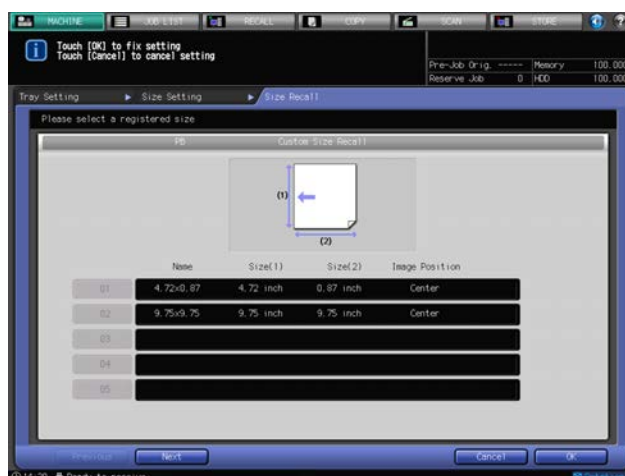 MACHINE JOB LIST RECALL COPY SCAN STORE
Touch [OK] to fix setting
Touch [Cancel] to cancel setting
Pre-Job Orig. ----- Memory 100.000
Reserve Job 0 HDD 100.000
Tray Setting Size Setting Size Recall
Please select a registered size
PB Custom Size Recall
(1)
(2)
Name Size(1) Size(2) Image Position
01 4.72x0.87 4.72 inch 0.87 inch Center
02 9.75x9.75 9.75 inch 9.75 inch Center
03
04
05
Previous Next Cancel OK